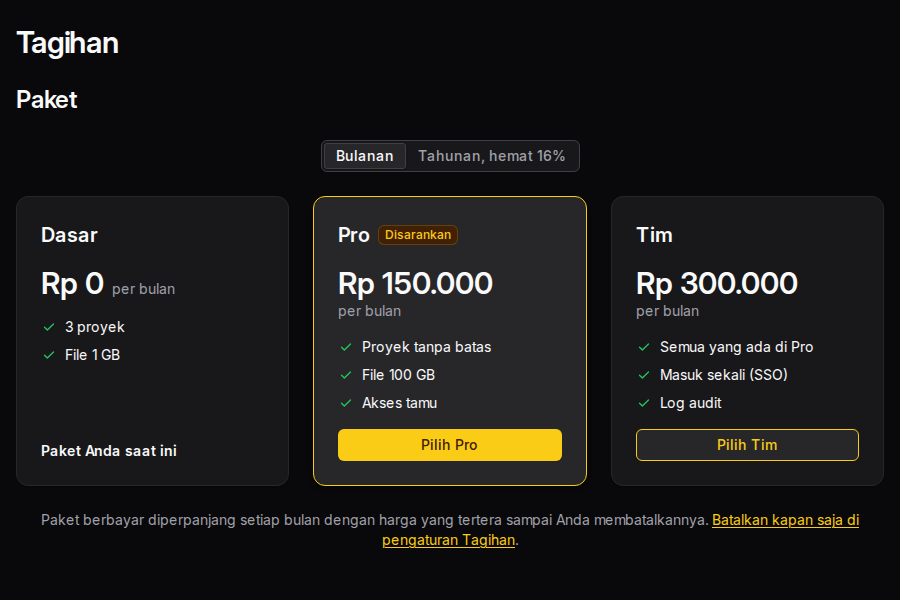 Tagihan
Paket
Bulanan
Tahunan, hemat 16%
Dasar
Rp 0 per bulan
3 proyek
File 1 GB
Paket Anda saat ini
Pro Disarankan
Rp 150.000
per bulan
Proyek tanpa batas
File 100 GB
Akses tamu
Pilih Pro
Tim
Rp 300.000
per bulan
Semua yang ada di Pro
Masuk sekali (SSO)
Log audit
Pilih Tim
Paket berbayar diperpanjang setiap bulan dengan harga yang tertera sampai Anda membatalkannya. Batalkan kapan saja di
pengaturan Tagihan.